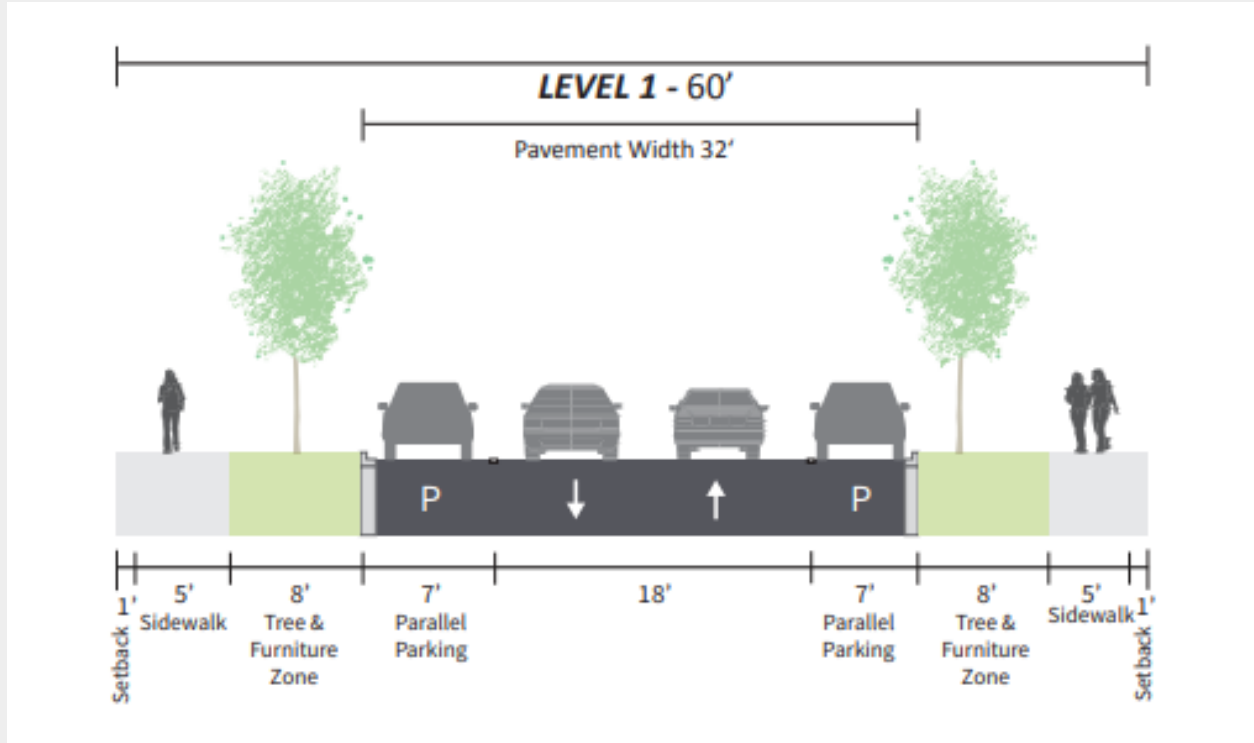 LEVEL 1 - 60’
Pavement Width 32’
P
P
1’
Setback
5’
Sidewalk
8’
Tree &
Furniture
Zone
7’
Parallel
Parking
18’
7’
Parallel
Parking
8’
Tree &
Furniture
Zone
5’
Sidewalk
1’
Setback